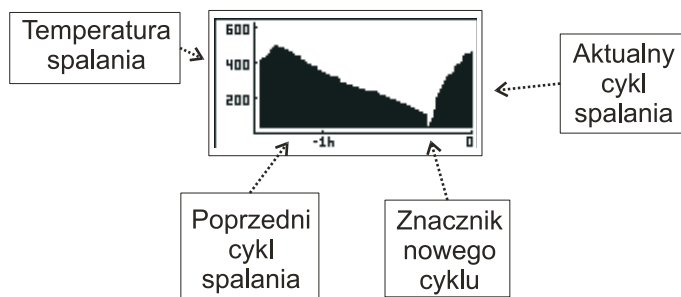 Temperatura
spalania
600
400
200
-1h
0
Aktualny
cykl
spalania
Poprzedni
cykl
spalania
Znacznik
nowego
cyklu